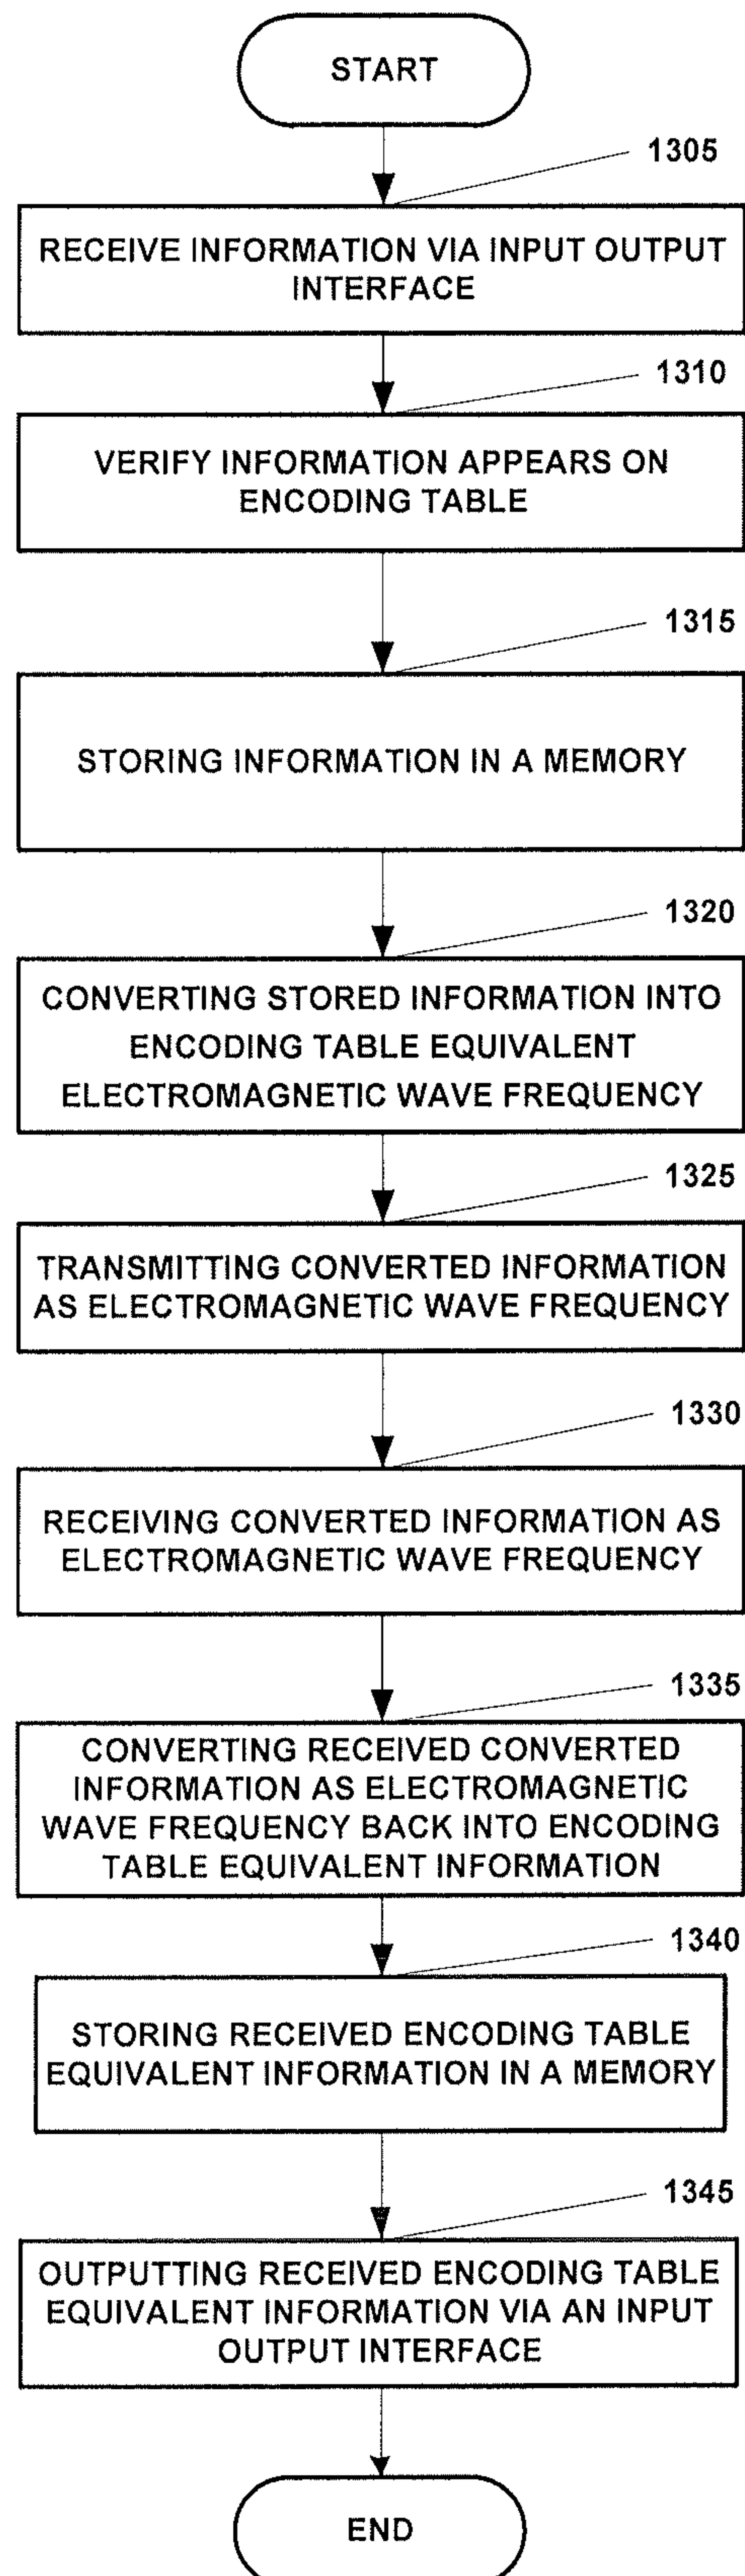 START
1305
RECEIVE INFORMATION VIA INPUT OUTPUT
INTERFACE
1310
VERIFY INFORMATION APPEARS ON
ENCODING TABLE
1315
STORING INFORMATION IN A MEMORY
1320
CONVERTING STORED INFORMATION INTO
ENCODING TABLE EQUIVALENT
ELECTROMAGNETIC WAVE FREQUENCY
1325
TRANSMITTING CONVERTED INFORMATION
AS ELECTROMAGNETIC WAVE FREQUENCY
1330
RECEIVING CONVERTED INFORMATION AS
ELECTROMAGNETIC WAVE FREQUENCY
1335
CONVERTING RECEIVED CONVERTED
INFORMATION AS ELECTROMAGNETIC
WAVE FREQUENCY BACK INTO ENCODING
TABLE EQUIVALENT INFORMATION
1340
STORING RECEIVED ENCODING TABLE
EQUIVALENT INFORMATION IN A MEMORY
1345
OUTPUTTING RECEIVED ENCODING TABLE
EQUIVALENT INFORMATION VIA AN INPUT
OUTPUT INTERFACE
END